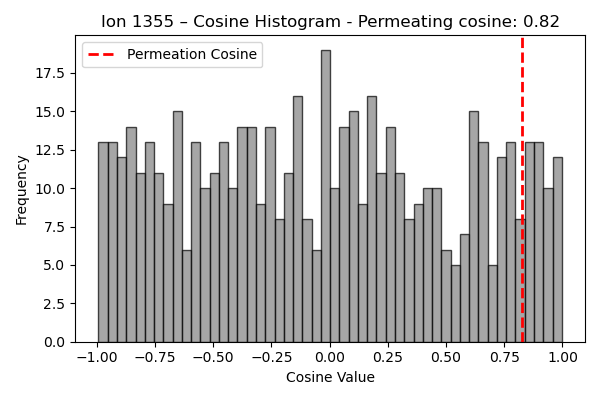 Ion 1355 – Cosine Histogram - Permeating cosine: 0.82
Permeation Cosine
17.5
15.0
12.5
10.0
7.5
5.0
2.5
0.0
Frequency
−1.00 −0.75 −0.50 −0.25 0.00 0.25 0.50 0.75 1.00
Cosine Value